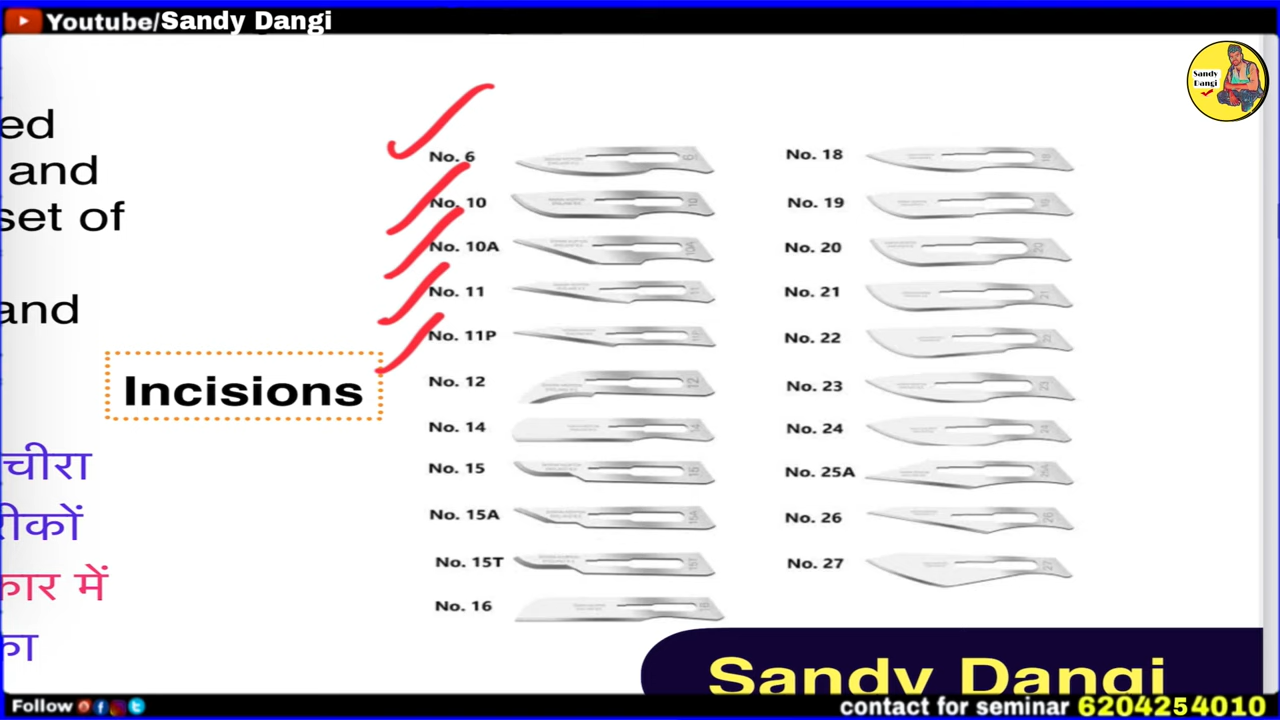 Youtube/Sandy Dangi
Sandy
Dangi
ed
and
set of
and
Incisions
चीरा
रीकों
कार में
का
No. 6
No. 10
No. 10A
No. 11
No. 11P
No. 12
No. 14
No. 15
No. 15A
No. 15T
No. 16
No. 18
No. 19
No. 20
No. 21
No. 22
No. 23
No. 24
No. 25A
No. 26
No. 27
Sandy Dangi
Follow
contact for seminar 6204254010